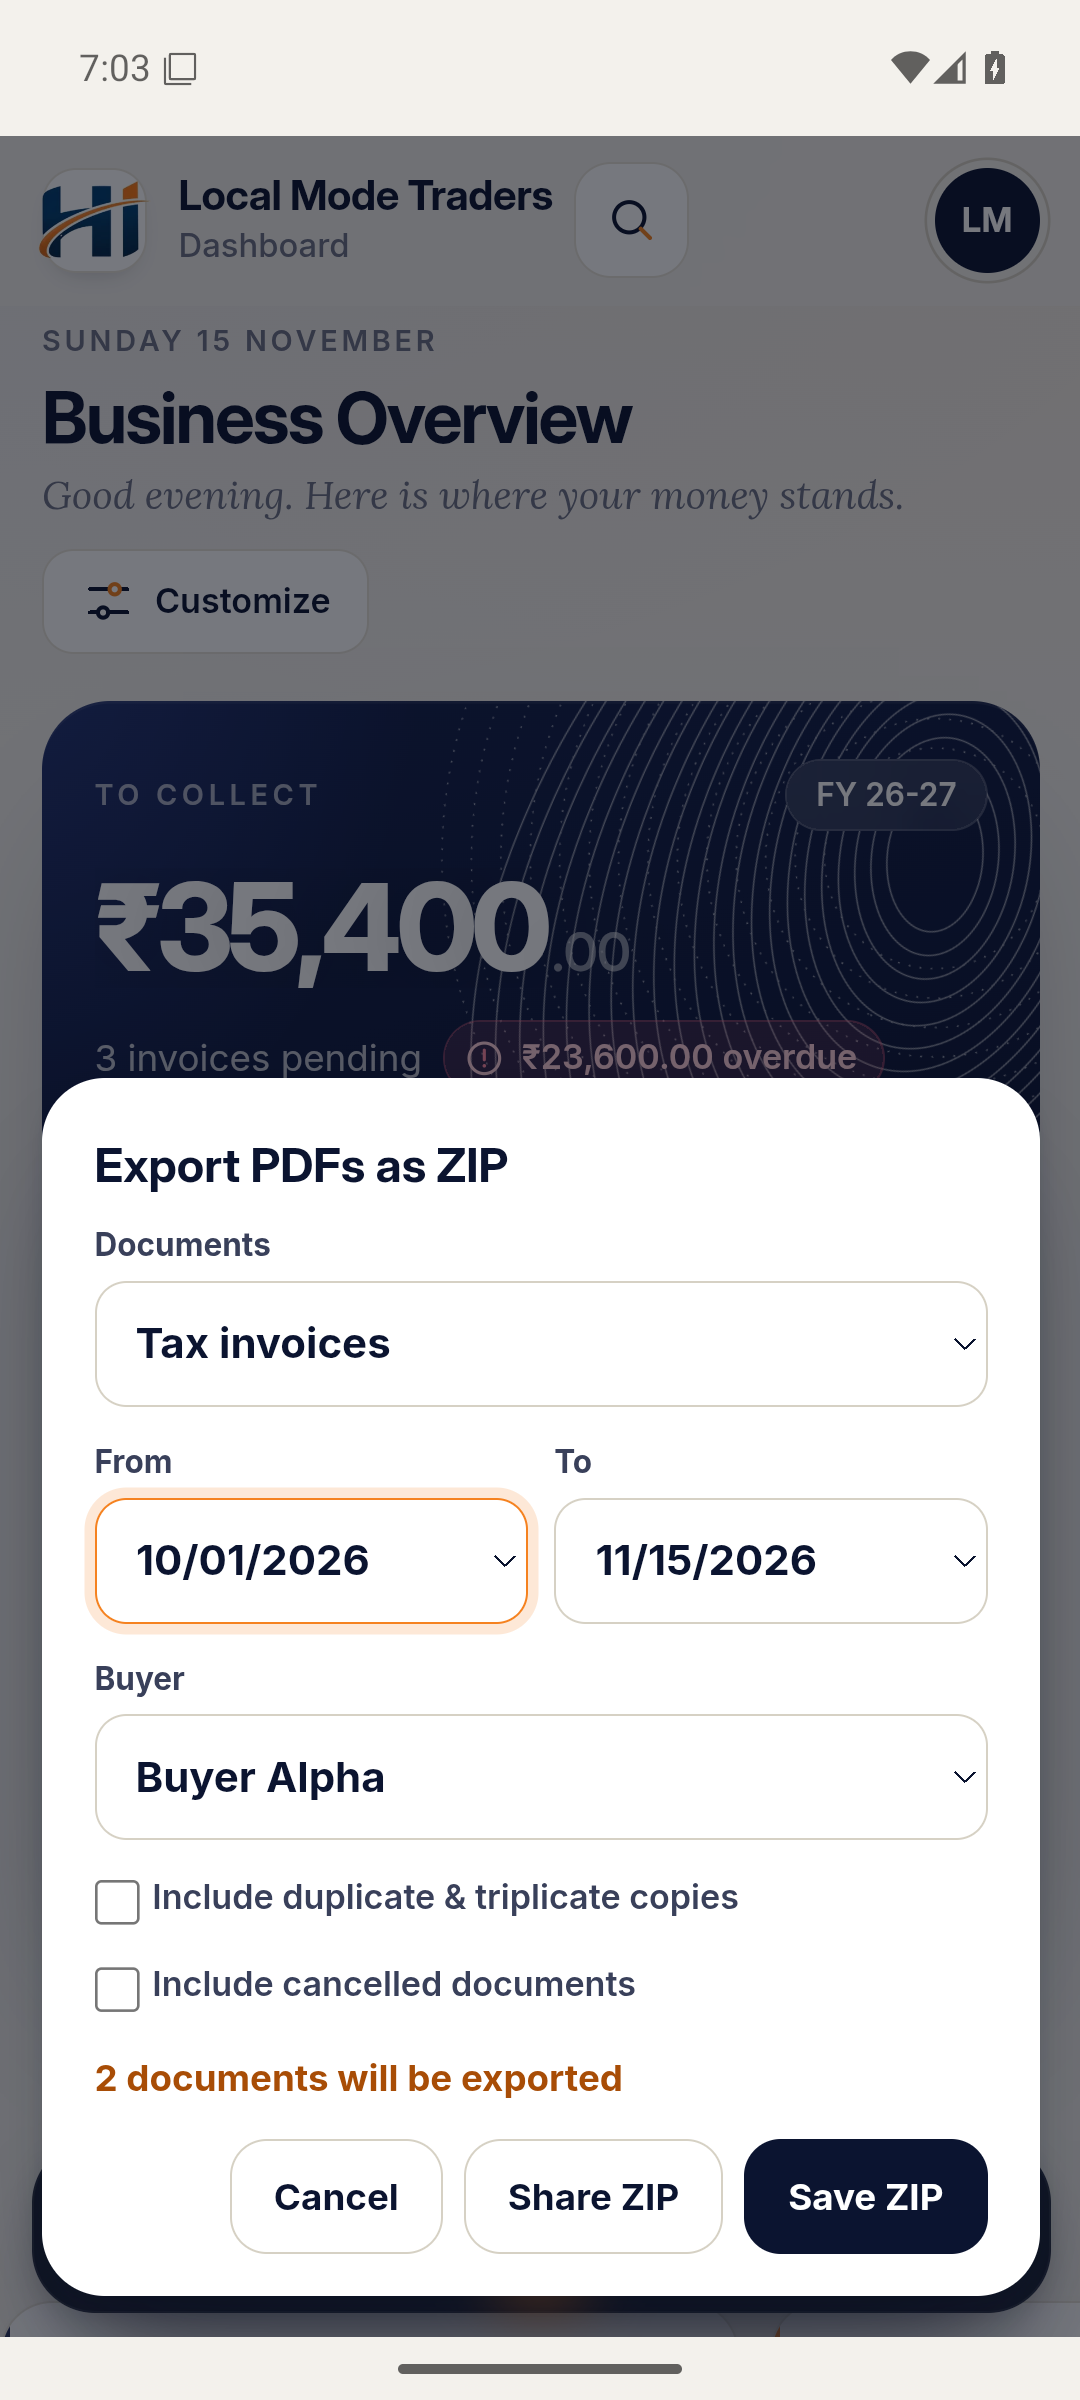 7:03
Hi
Local Mode Traders
Dashboard
LM
SUNDAY 15 NOVEMBER
Business Overview
Good evening. Here is where your money stands.
Customize
TO COLLECT
FY 26-27
₹35,400.00
3 invoices pending
₹23,600.00 overdue
Export PDFs as ZIP
Documents
Tax invoices
From
To
10/01/2026
11/15/2026
Buyer
Buyer Alpha
Include duplicate & triplicate copies
Include cancelled documents
2 documents will be exported
Cancel
Share ZIP
Save ZIP